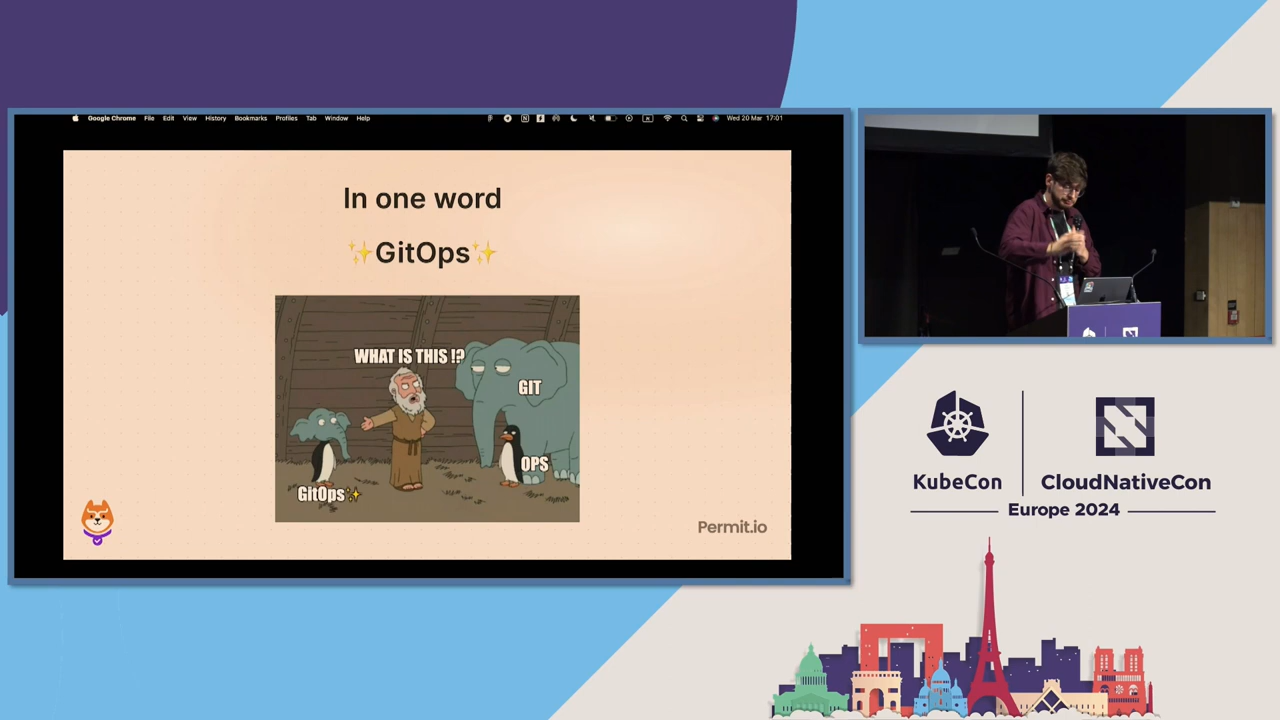 Google Chrome File Edit View History Bookmarks Profiles Tab Window Help Wed 20 Mar 17:01
In one word
✨GitOps✨
WHAT IS THIS !?
GIT
OPS
GitOps✨
Permit.io
KubeCon
CloudNativeCon
Europe 2024